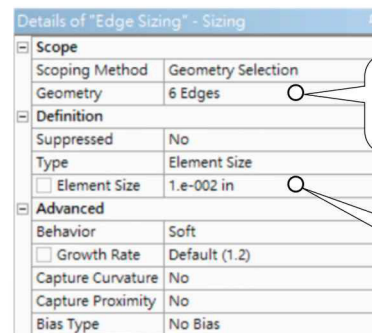 Details of "Edge Sizing" - Sizing
Scope
Scoping Method Geometry Selection
Geometry 6 Edges
Definition
Suppressed No
Type Element Size
Element Size 1.e-002 in
Advanced
Behavior Soft
Growth Rate Default (1.2)
Capture Curvature No
Capture Proximity No
Bias Type No Bias